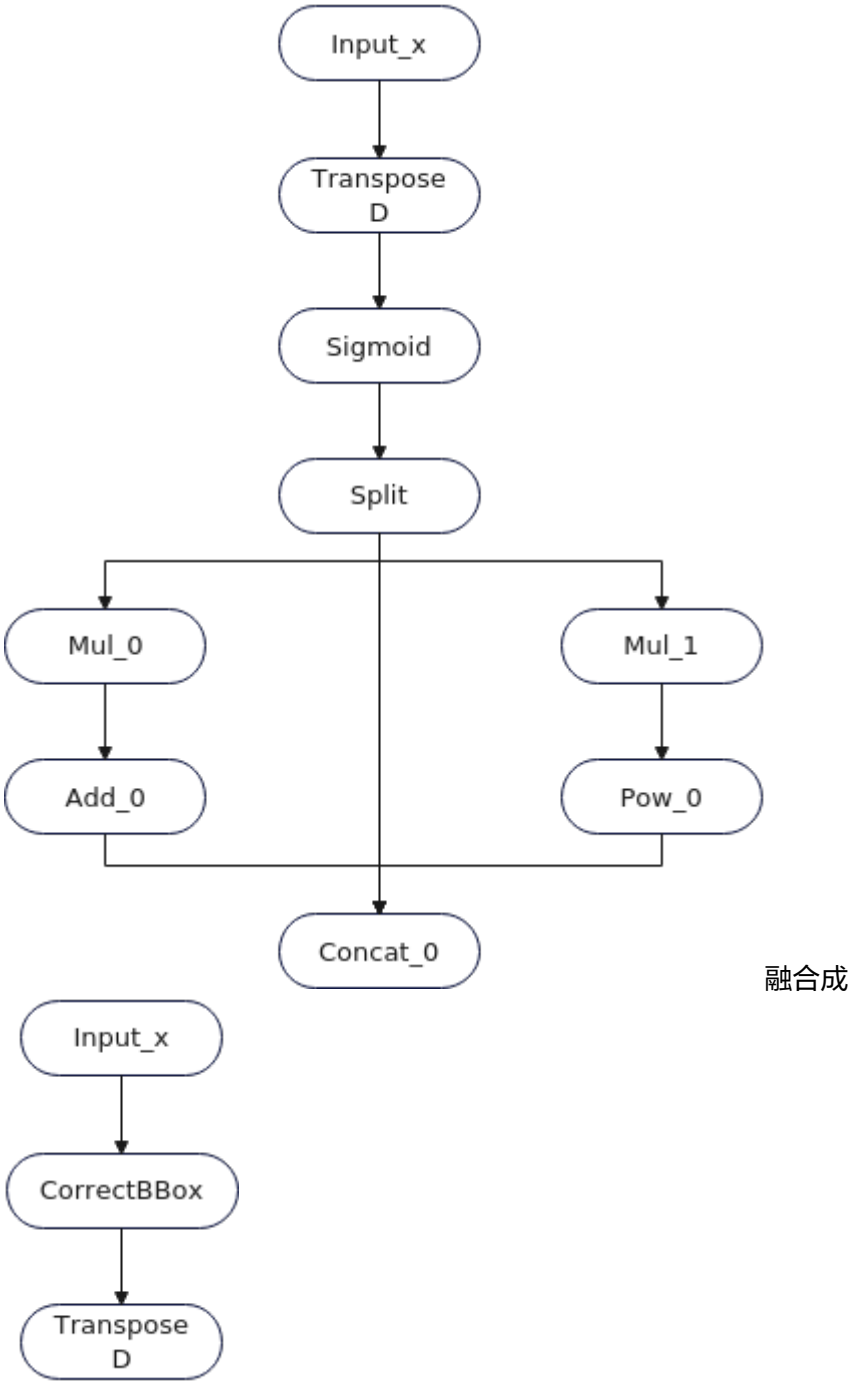 Input_x
Transpose
D
Sigmoid
Split
Mul_0
Mul_1
Add_0
Pow_0
Concat_0
融合成
Input_x
CorrectBBox
Transpose
D